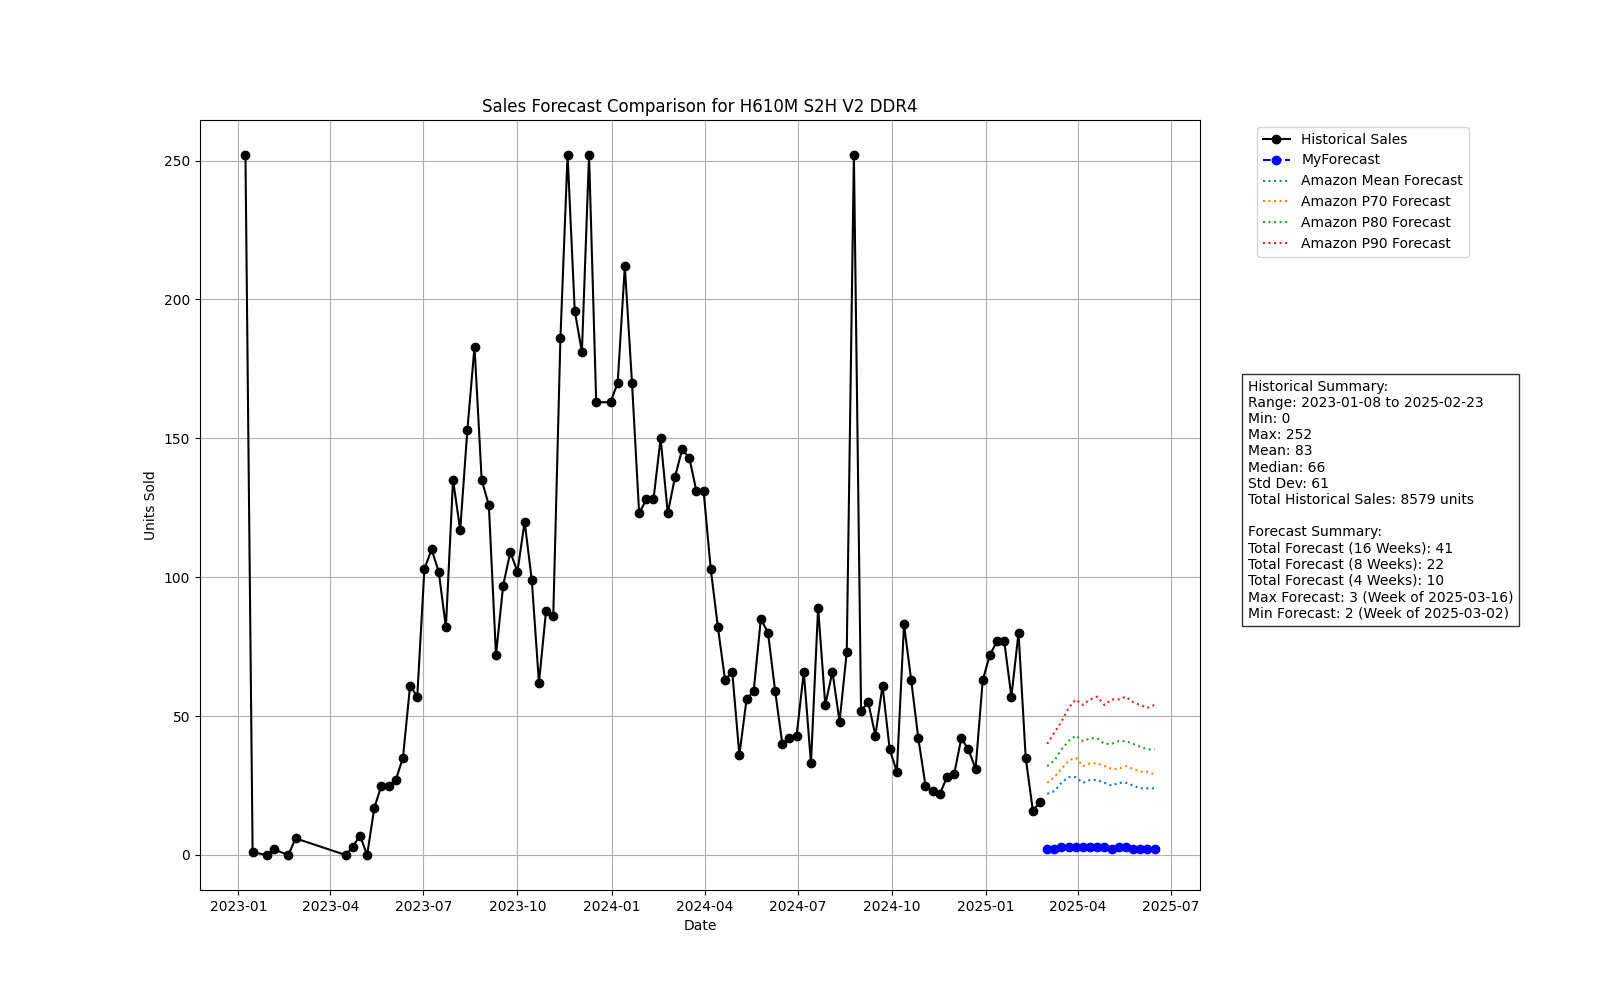 Sales Forecast Comparison for H610M S2H V2 DDR4
Units Sold
250
200
150
100
50
0
2023-01
2023-04
2023-07
2023-10
2024-01
2024-04
2024-07
2024-10
2025-01
2025-04
2025-07
Date
Historical Sales
MyForecast
Amazon Mean Forecast
Amazon P70 Forecast
Amazon P80 Forecast
Amazon P90 Forecast
Historical Summary:
Range: 2023-01-08 to 2025-02-23
Min: 0
Max: 252
Mean: 83
Median: 66
Std Dev: 61
Total Historical Sales: 8579 units
Forecast Summary:
Total Forecast (16 Weeks): 41
Total Forecast (8 Weeks): 22
Total Forecast (4 Weeks): 10
Max Forecast: 3 (Week of 2025-03-16)
Min Forecast: 2 (Week of 2025-03-02)